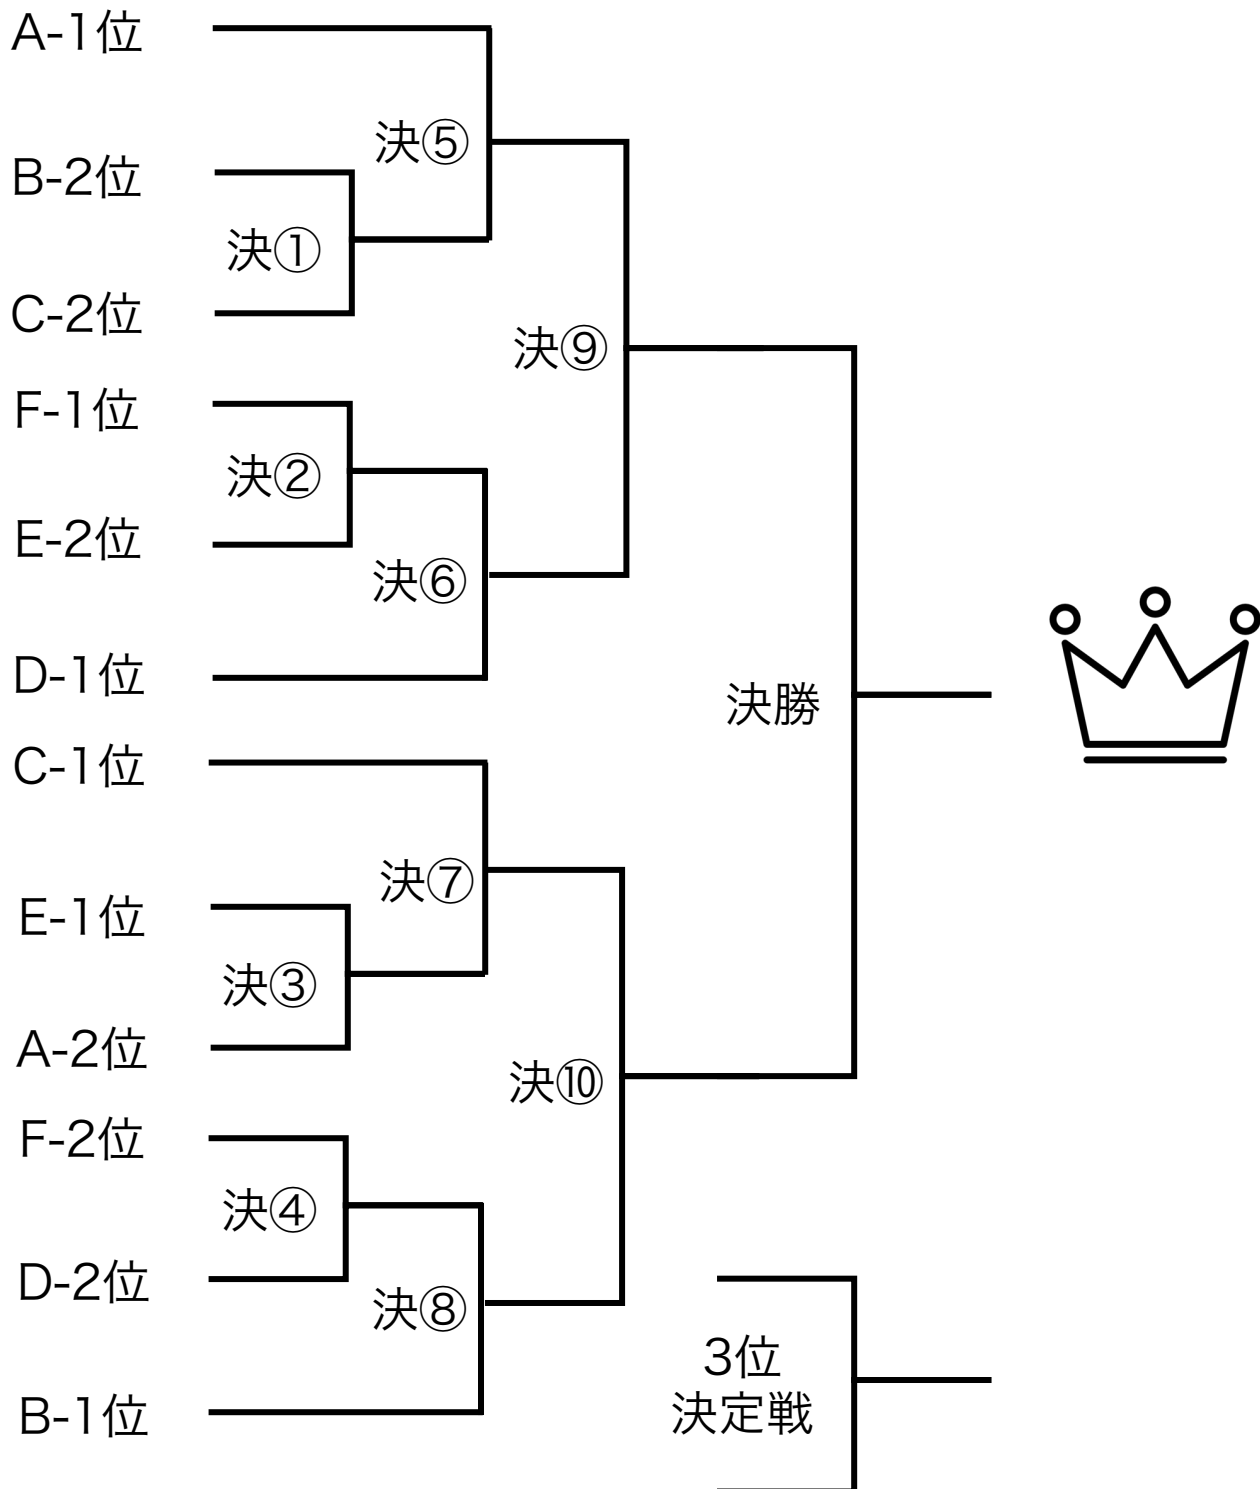 A-1位
決⑤
B-2位
決①
C-2位
決⑨
F-1位
決②
E-2位
決⑥
D-1位
決勝
C-1位
決⑦
E-1位
決③
A-2位
決⑩
F-2位
決④
D-2位
決⑧
3位
決定戦
B-1位